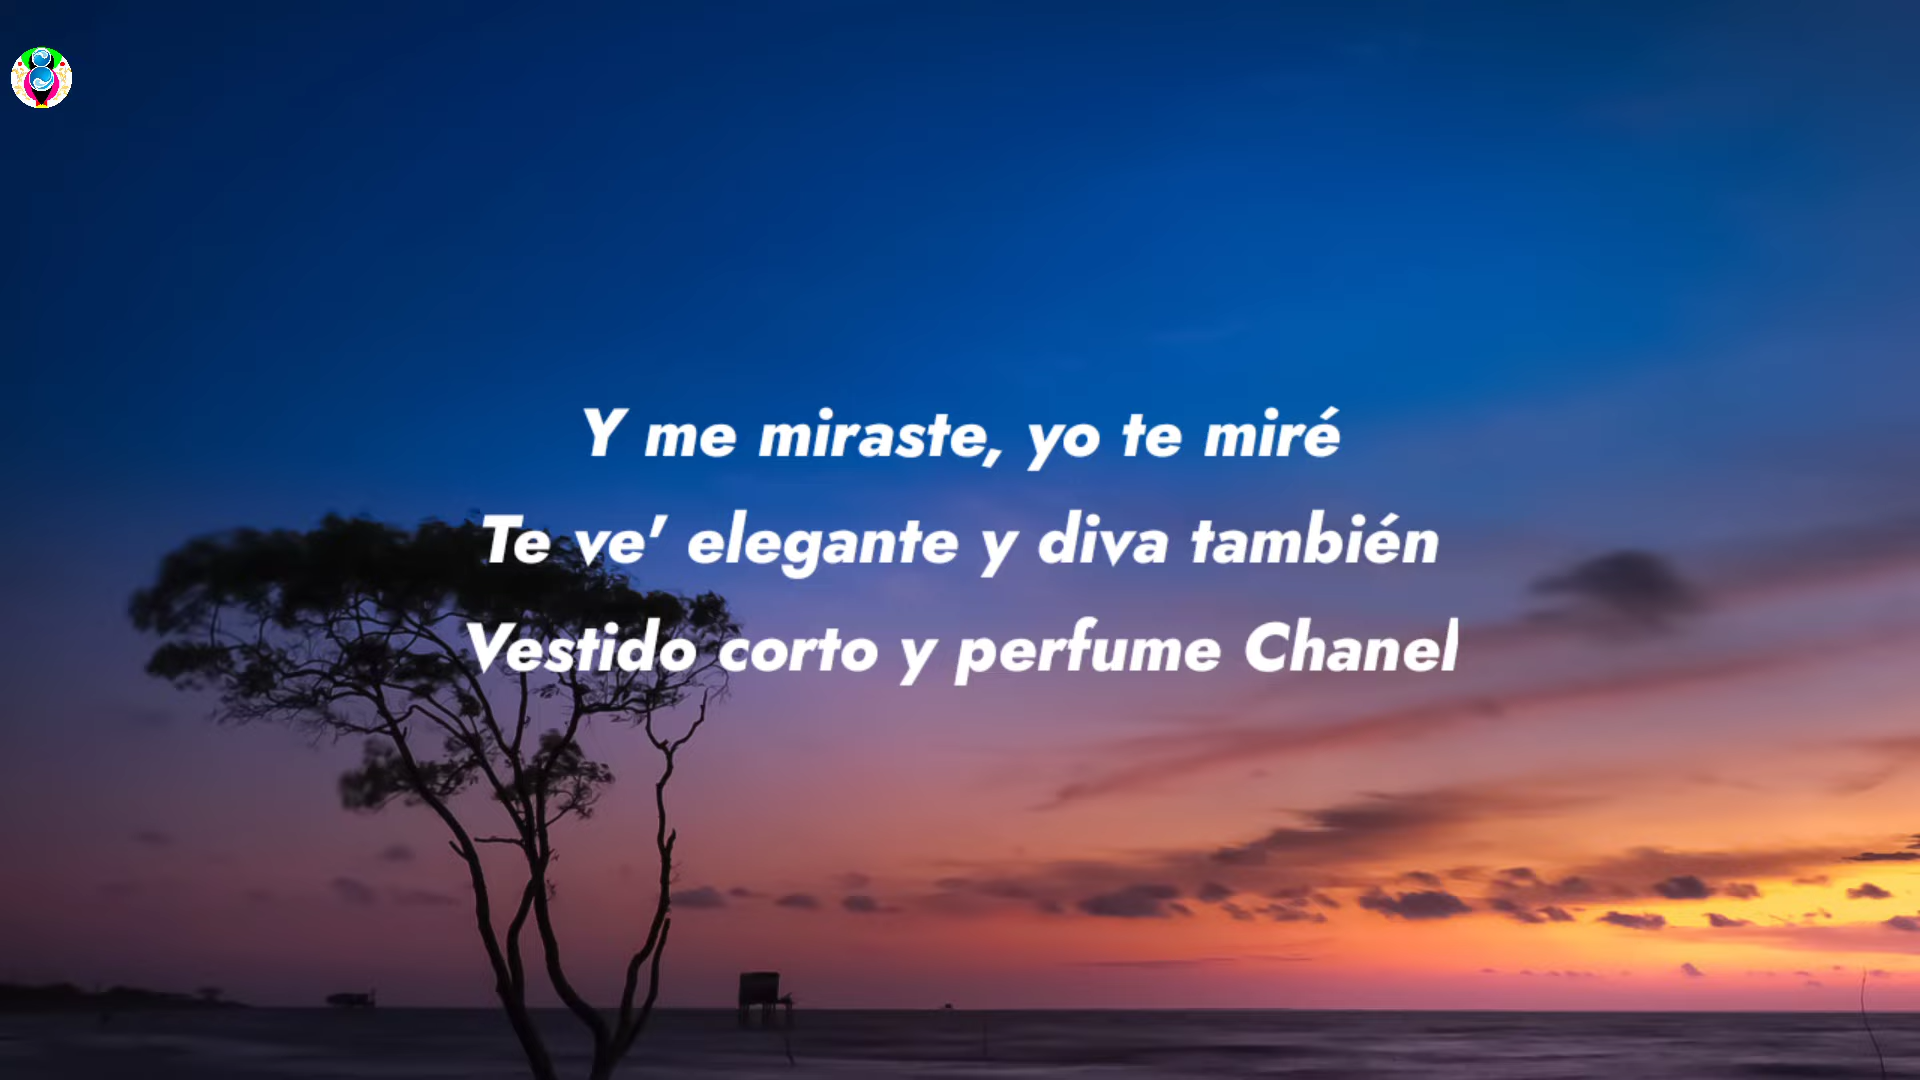 Y me miraste, yo te miré
Te ve' elegante y diva también
Vestido corto y perfume Chanel